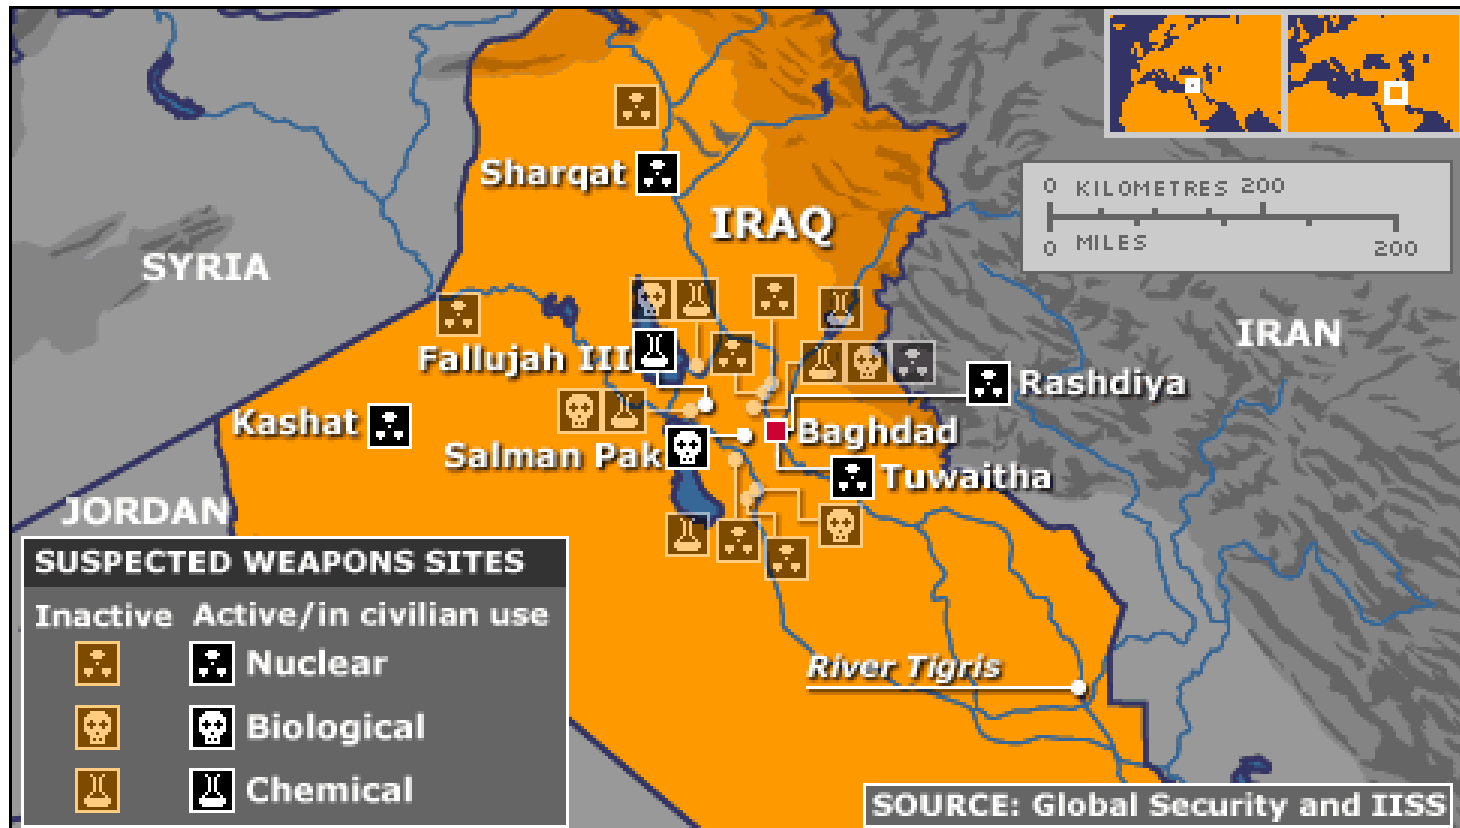 0 KILOMETRES 200
0 MILES 200
Sharqat
IRAQ
SYRIA
IRAN
Fallujah III
Rashdiya
Kashat
Baghdad
Salman Pak
Tuwaitha
JORDAN
SUSPECTED WEAPONS SITES
Inactive Active/in civilian use
Nuclear
Biological
Chemical
River Tigris
SOURCE: Global Security and IISS